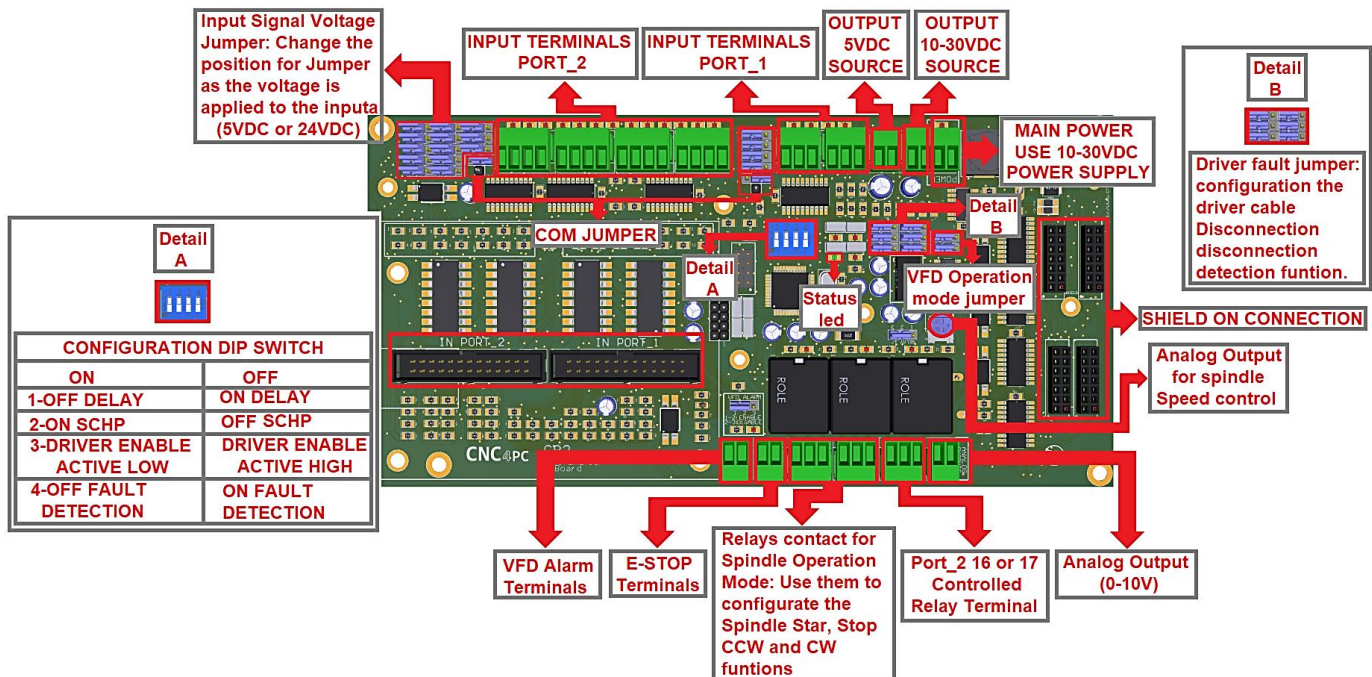 Input Signal Voltage
Jumper: Change the
position for Jumper
as the voltage is
applied to the inputa
(5VDC or 24VDC)
INPUT TERMINALS
PORT_2
INPUT TERMINALS
PORT_1
OUTPUT
5VDC
SOURCE
OUTPUT
10-30VDC
SOURCE
Detail
B
MAIN POWER
USE 10-30VDC
POWER SUPPLY
Driver fault jumper:
configuration the
driver cable
Disconnection
disconnection
detection funtion.
POWER
COM JUMPER
Detail
B
Detail
A
Detail
A
VFD Operation
mode jumper
Status
led
SHIELD ON CONNECTION
CONFIGURATION DIP SWITCH
ON OFF
1-OFF DELAY ON DELAY
2-ON SCHP OFF SCHP
3-DRIVER ENABLE
ACTIVE LOW
DRIVER ENABLE
ACTIVE HIGH
4-OFF FAULT
DETECTION
ON FAULT
DETECTION
IN PORT_2
IN PORT_1
Analog Output
for spindle
Speed control
ROLE
ROLE
ROLE
VFD ALARM
CNC4PC
Board
VFD Alarm
Terminals
E-STOP
Terminals
Relays contact for
Spindle Operation
Mode: Use them to
configurate the
Spindle Star, Stop
CCW and CW
funtions
Port_2 16 or 17
Controlled
Relay Terminal
Analog Output
(0-10V)